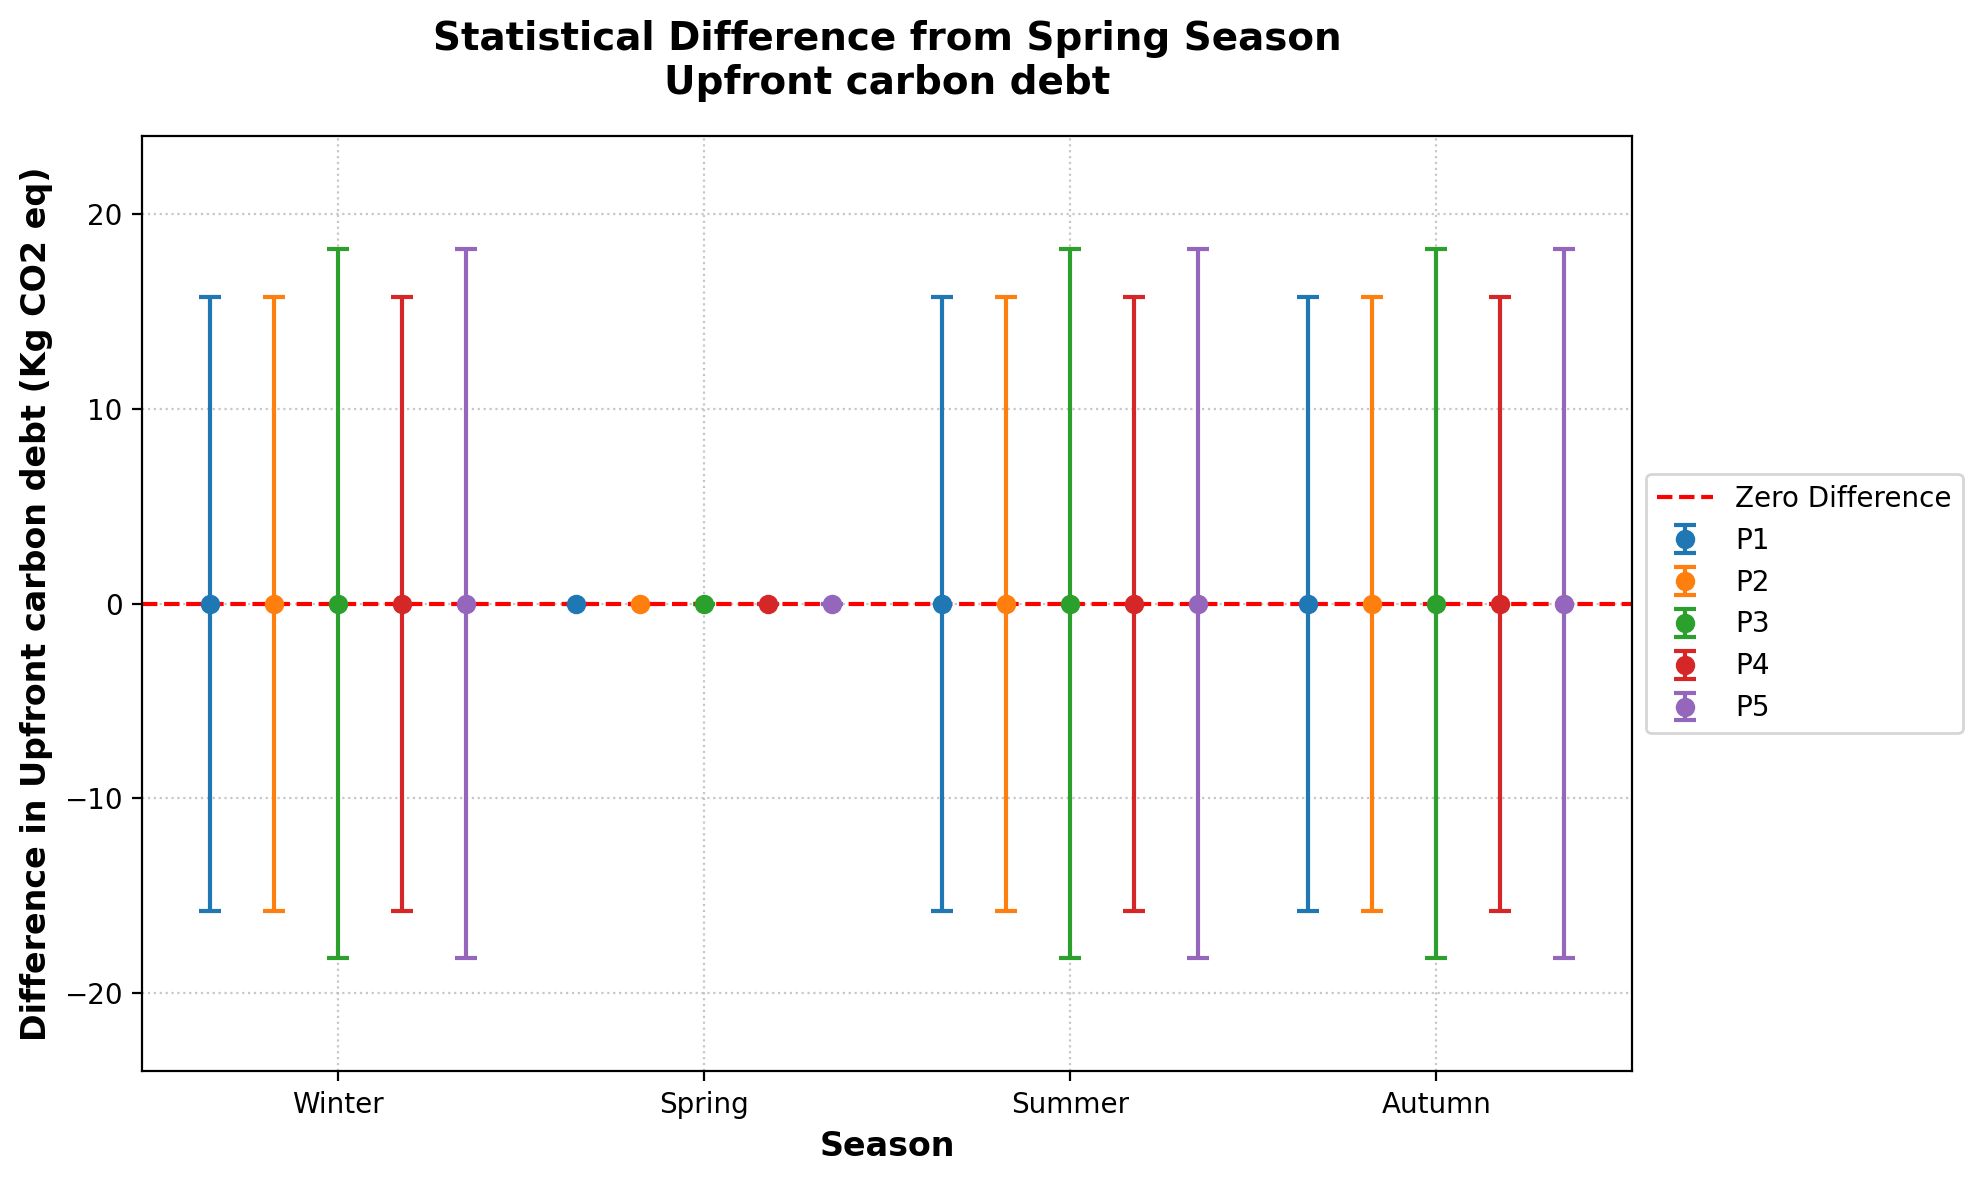 Statistical Difference from Spring Season
Upfront carbon debt
Difference in Upfront carbon debt (Kg CO2 eq)
20
10
0
−10
−20
Winter
Spring
Summer
Autumn
Season
Zero Difference
P1
P2
P3
P4
P5